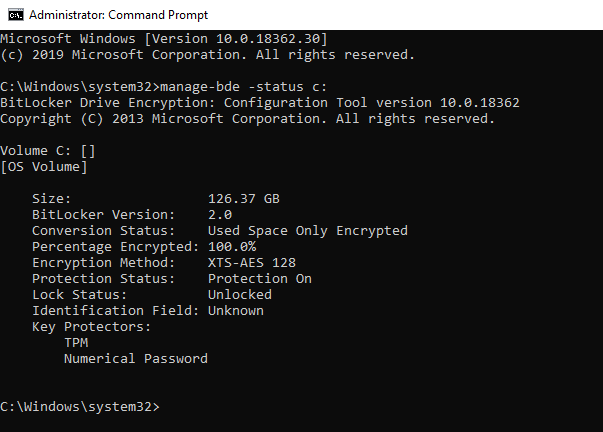 Administrator: Command Prompt
Microsoft Windows [Version 10.0.18362.30]
(c) 2019 Microsoft Corporation. All rights reserved.
C:\Windows\system32>manage-bde -status c:
BitLocker Drive Encryption: Configuration Tool version 10.0.18362
Copyright (C) 2013 Microsoft Corporation. All rights reserved.
Volume C: []
[OS Volume]
Size: 126.37 GB
BitLocker Version: 2.0
Conversion Status: Used Space Only Encrypted
Percentage Encrypted: 100.0%
Encryption Method: XTS-AES 128
Protection Status: Protection On
Lock Status: Unlocked
Identification Field: Unknown
Key Protectors:
TPM
Numerical Password
C:\Windows\system32>